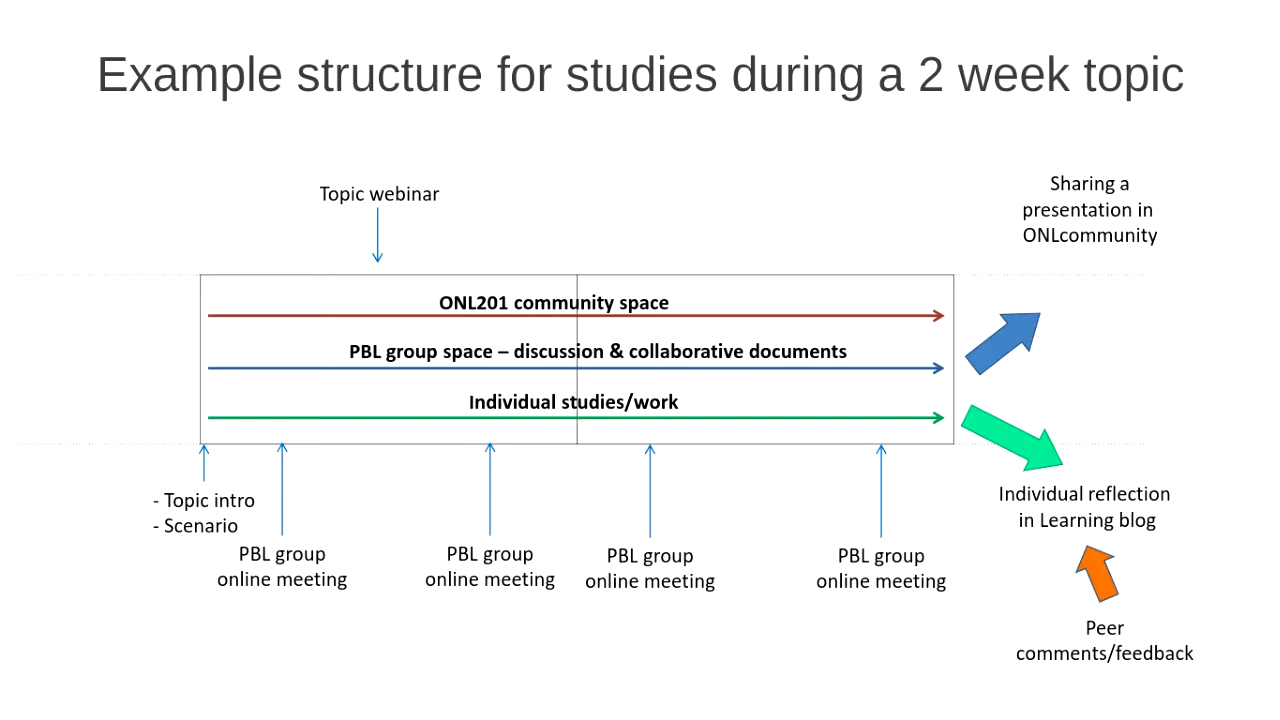 Example structure for studies during a 2 week topic
Topic webinar
Sharing a
presentation in
ONLcommunity
ONL201 community space
PBL group space – discussion & collaborative documents
Individual studies/work
- Topic intro
- Scenario
PBL group
online meeting
PBL group
online meeting
PBL group
online meeting
PBL group
online meeting
Individual reflection
in Learning blog
Peer
comments/feedback